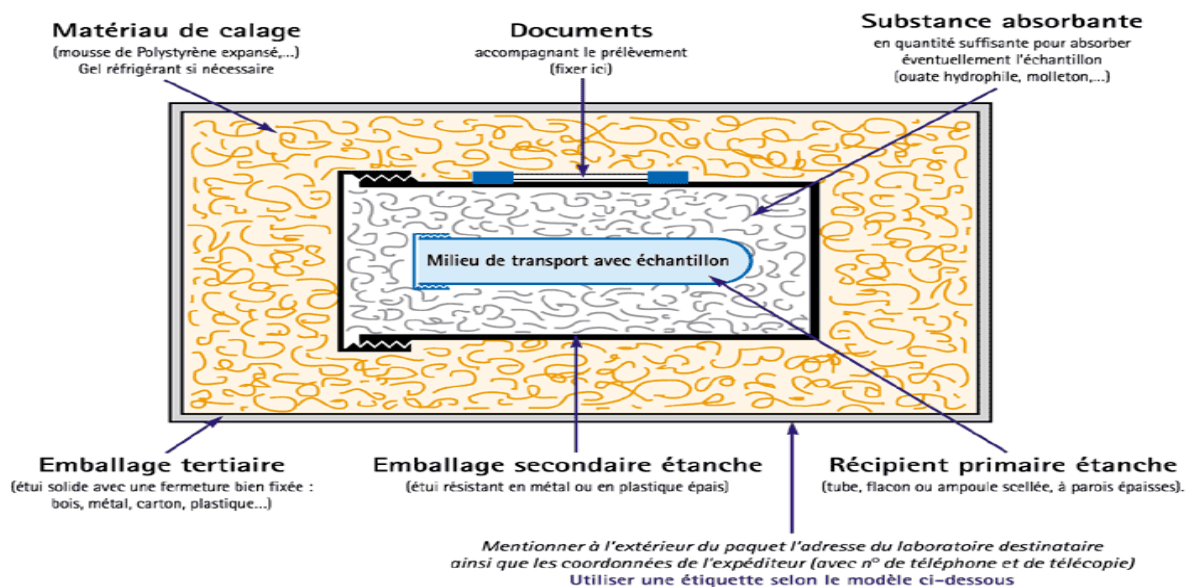 Matériau de calage
(mousse de Polystyrène expansé,...)
Gel réfrigérant si nécessaire
Documents
accompagnant le prélèvement
(fixer ici)
Substance absorbante
en quantité suffisante pour absorber
éventuellement l'échantillon
(ouate hydrophile, molleton,...)
Milieu de transport avec échantillon
Emballage tertiaire
(étui solide avec une fermeture bien fixée :
bois, métal, carton, plastique...)
Emballage secondaire étanche
(étui résistant en métal ou en plastique épais)
Récipient primaire étanche
(tube, flacon ou ampoule scellée, à parois épaisses).
Mentionner à l'extérieur du paquet l'adresse du laboratoire destinataire
ainsi que les coordonnées de l'expéditeur (avec n° de téléphone et de télécopie)
Utiliser une étiquette selon le modèle ci-dessous